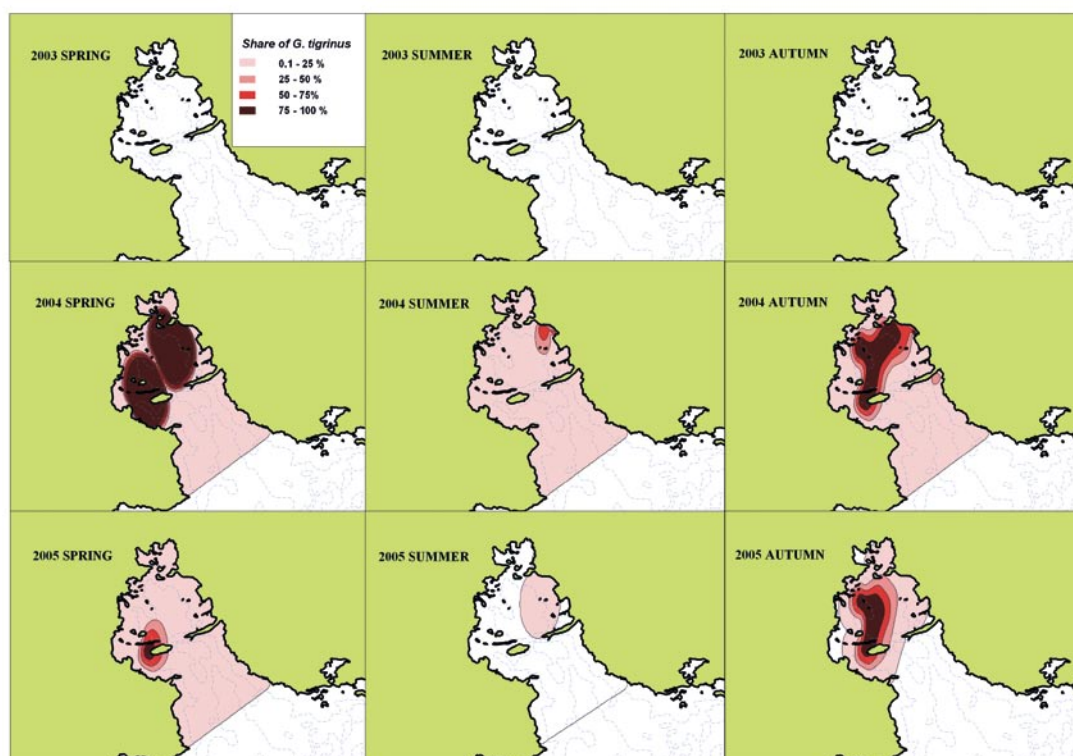 2003 SPRING
Share of G. tigrinus
0.1 - 25 %
25 - 50 %
50 - 75%
75 - 100 %
2003 SUMMER
2003 AUTUMN
2004 SPRING
2004 SUMMER
2004 AUTUMN
2005 SPRING
2005 SUMMER
2005 AUTUMN